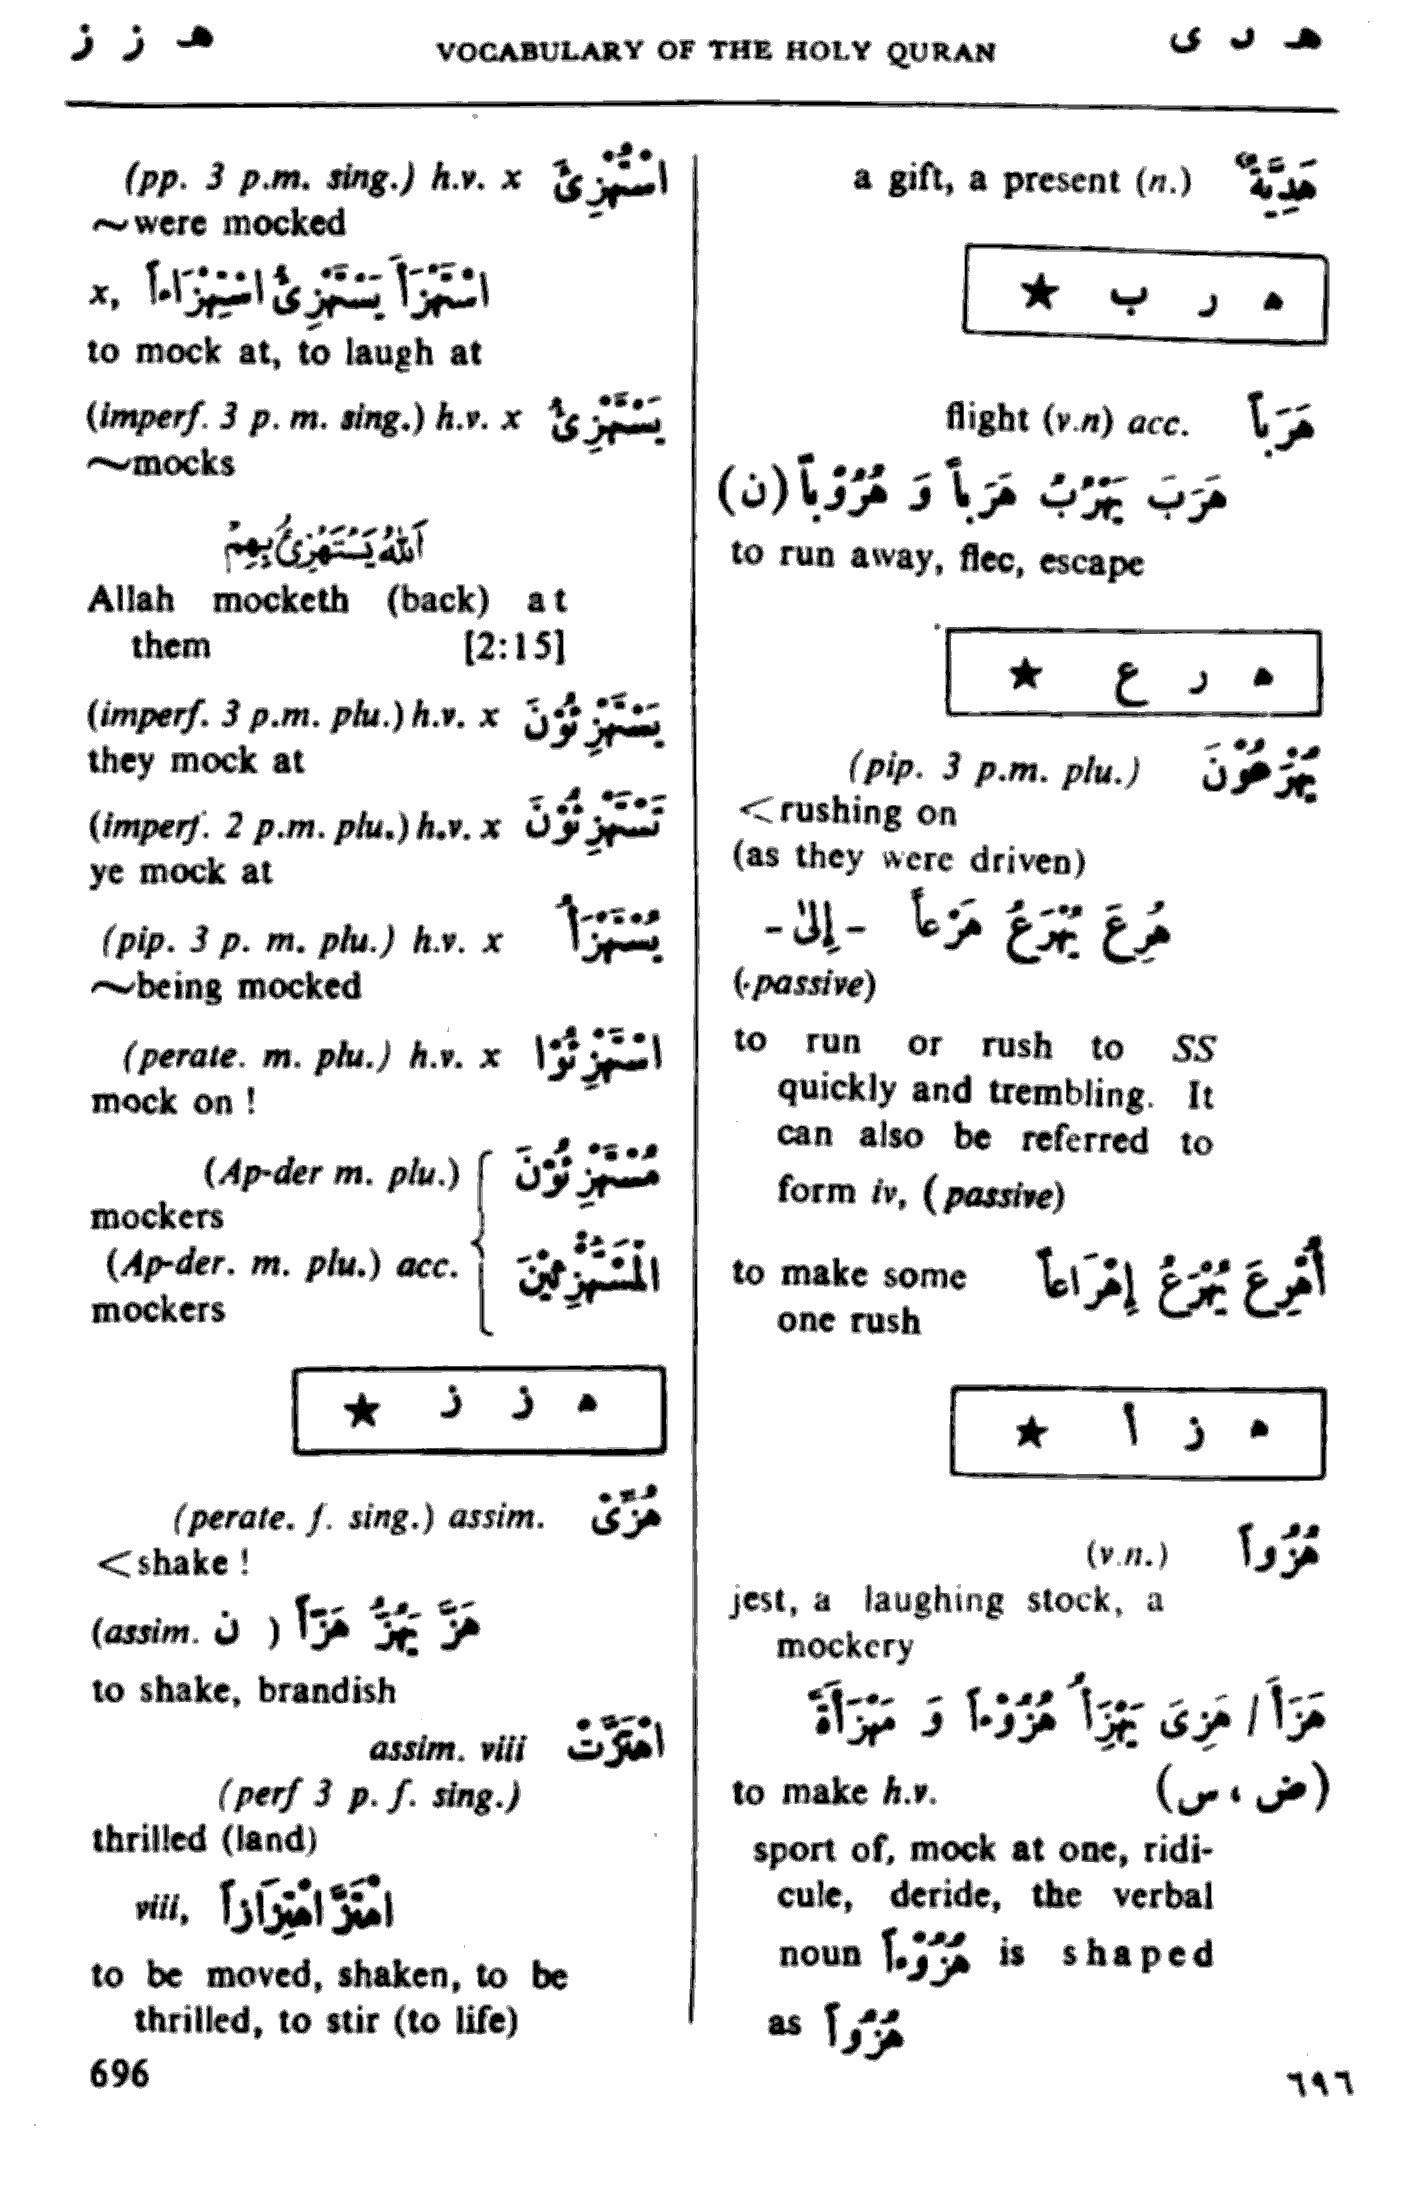 ه‍ ز ز VOCABULARY OF THE HOLY QURAN ه‍ د ى
a gift, a present (n.) هَدِيَّةٌ
★ ه ر ب
flight (v.n) acc. هَرَباً
هَرَبَ يَهْرُبُ هَرَباً وَ هُرُوْباً (ن)
to run away, flee, escape
★ ه ر ع
(pip. 3 p.m. plu.) يُهْرَعُوْنَ
<rushing on
(as they were driven)
هُرِعَ يُهْرَعُ هَرْعاً - إِلىٰ -
(passive)
to run or rush to SS
quickly and trembling. It
can also be referred to
form iv, (passive)
to make some أُهْرِعَ يُهْرَعُ إِهْرَاعاً
one rush
★ ه ز أ
(v.n.) هُزُواً
jest, a laughing stock, a
mockery
هَزَأَ / هَزِىَ يَهْزَأُ هُزُوْءاً وَ مَهْزَأَةً
to make h.v. (ض ، س)
sport of, mock at one, ridi-
cule, deride, the verbal
noun هُزُوْءاً is shaped
as هُزُواً
(pp. 3 p.m. sing.) h.v. x اسْتُهْزِئَ
~were mocked
x, اسْتَهْزَأَ يَسْتَهْزِئُ اسْتِهْزَاءاً
to mock at, to laugh at
(imperf. 3 p. m. sing.) h.v. x يَسْتَهْزِئُ
~mocks
اَللّٰهُ يَسْتَهْزِئُ بِهِمْ
Allah mocketh (back) at
them [2:15]
(imperf. 3 p.m. plu.) h.v. x يَسْتَهْزِئُوْنَ
they mock at
(imperf. 2 p.m. plu.) h.v. x تَسْتَهْزِئُوْنَ
ye mock at
(pip. 3 p. m. plu.) h.v. x يُسْتَهْزَأُ
~being mocked
(perate. m. plu.) h.v. x اسْتَهْزِئُوْا
mock on !
(Ap-der m. plu.) مُسْتَهْزِئُوْنَ
mockers
(Ap-der. m. plu.) acc. الْمُسْتَهْزِئِيْنَ
mockers
★ ه ز ز
(perate. f. sing.) assim. هُزِّىْ
<shake !
(assim. ن ) هَزَّ يَهُزُّ هَزّاً
to shake, brandish
assim. viii اهْتَزَّتْ
(perf 3 p. f. sing.)
thrilled (land)
viii, اهْتَزَّ اهْتِزَازاً
to be moved, shaken, to be
thrilled, to stir (to life)
696 ٦٩٦